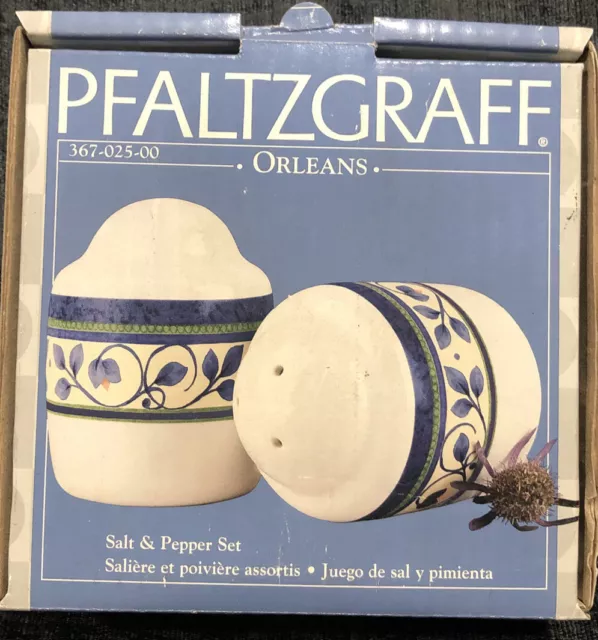 PFALTZGRAFF®
367-025-00
• ORLEANS •
Salt & Pepper Set
Salière et poivière assortis • Juego de sal y pimienta